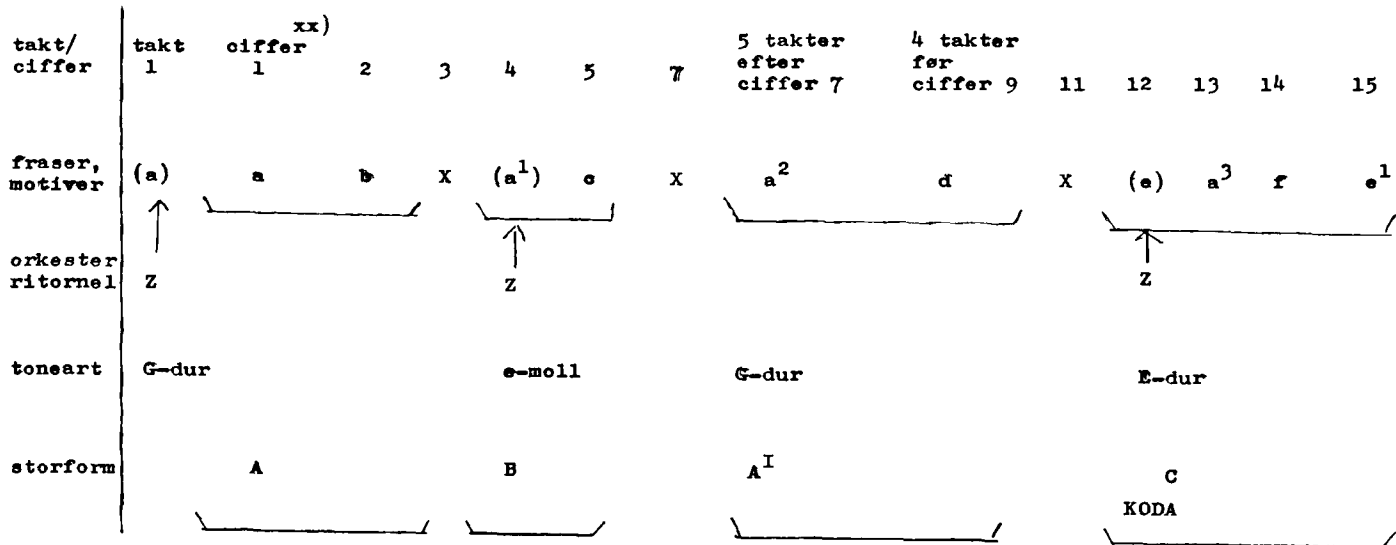 xx)
takt/ takt ciffer 5 takter 4 takter
ciffer 1 1 2 3 4 5 7 efter før 11 12 13 14 15
ciffer 7 ciffer 9
fraser,
motiver (a) a b X (a¹) c X a² d X (e) a³ f e¹
orkester
ritornel Z Z Z
toneart G-dur e-moll G-dur E-dur
storform A B Aᴵ C
KODA